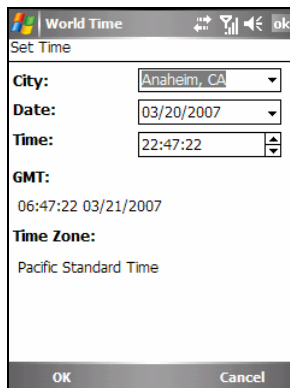 World Time ok
Set Time
City: Anaheim, CA
Date: 03/20/2007
Time: 22:47:22
GMT:
06:47:22 03/21/2007
Time Zone:
Pacific Standard Time
OK Cancel